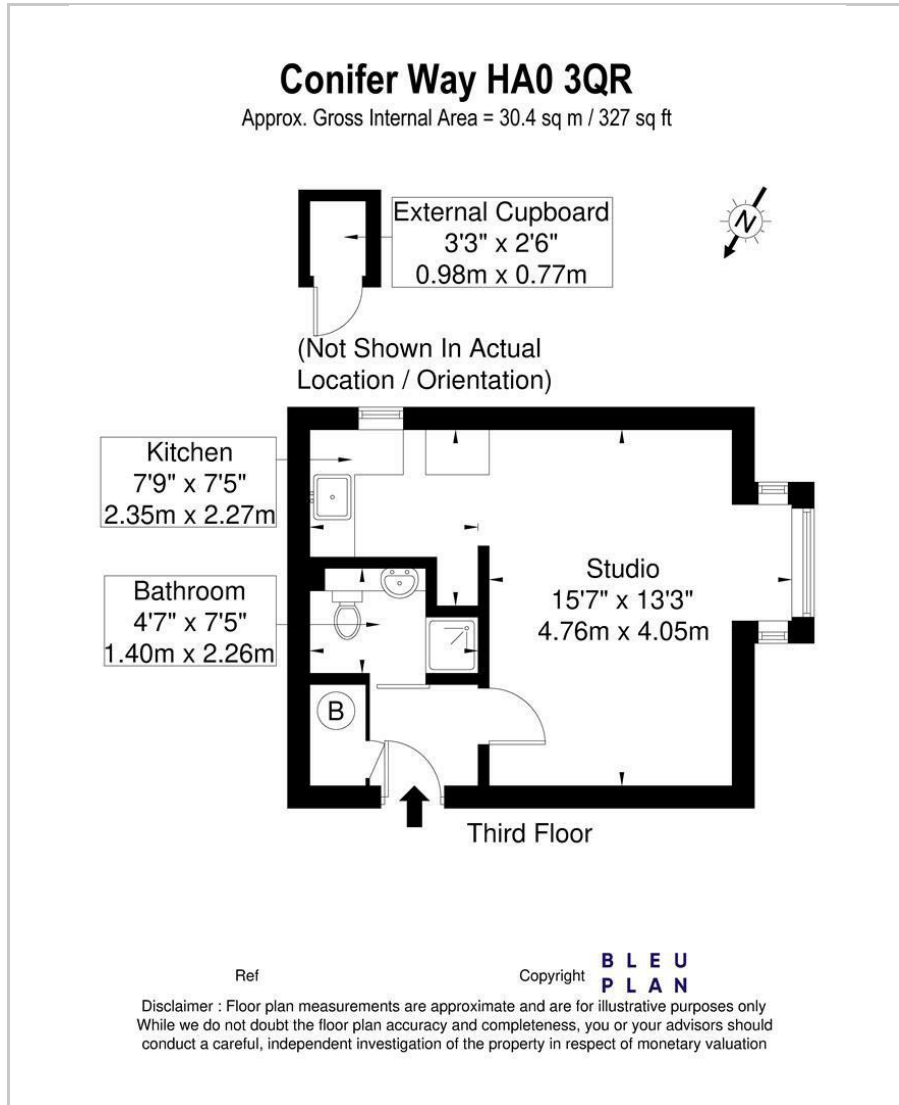 Conifer Way HA0 3QR
Approx. Gross Internal Area = 30.4 sq m / 327 sq ft
N
External Cupboard
3'3" x 2'6"
0.98m x 0.77m
(Not Shown In Actual
Location / Orientation)
Kitchen
7'9" x 7'5"
2.35m x 2.27m
Bathroom
4'7" x 7'5"
1.40m x 2.26m
Studio
15'7" x 13'3"
4.76m x 4.05m
B
Third Floor
Ref
Copyright
BLEU
PLAN
Disclaimer : Floor plan measurements are approximate and are for illustrative purposes only
While we do not doubt the floor plan accuracy and completeness, you or your advisors should
conduct a careful, independent investigation of the property in respect of monetary valuation